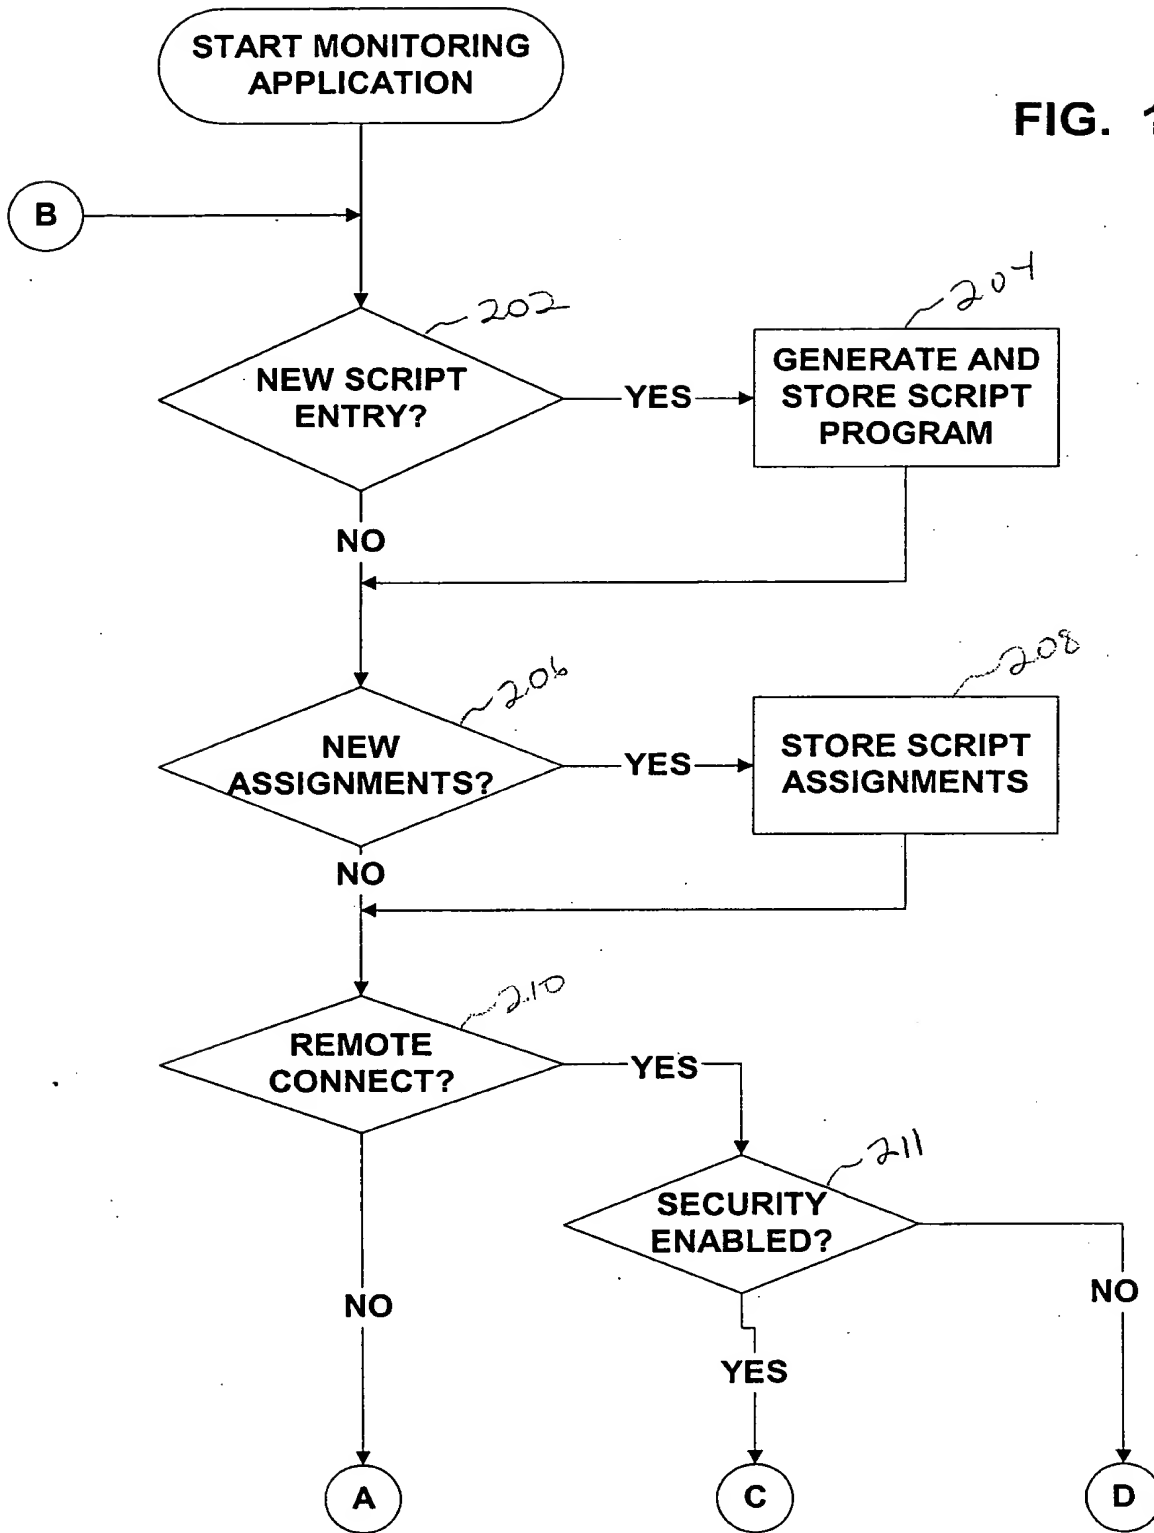 START MONITORING
APPLICATION
FIG.
B
202
204
NEW SCRIPT
ENTRY?
YES
GENERATE AND
STORE SCRIPT
PROGRAM
NO
206
208
NEW
ASSIGNMENTS?
YES
STORE SCRIPT
ASSIGNMENTS
NO
210
REMOTE
CONNECT?
YES
211
SECURITY
ENABLED?
NO
NO
YES
A
C
D